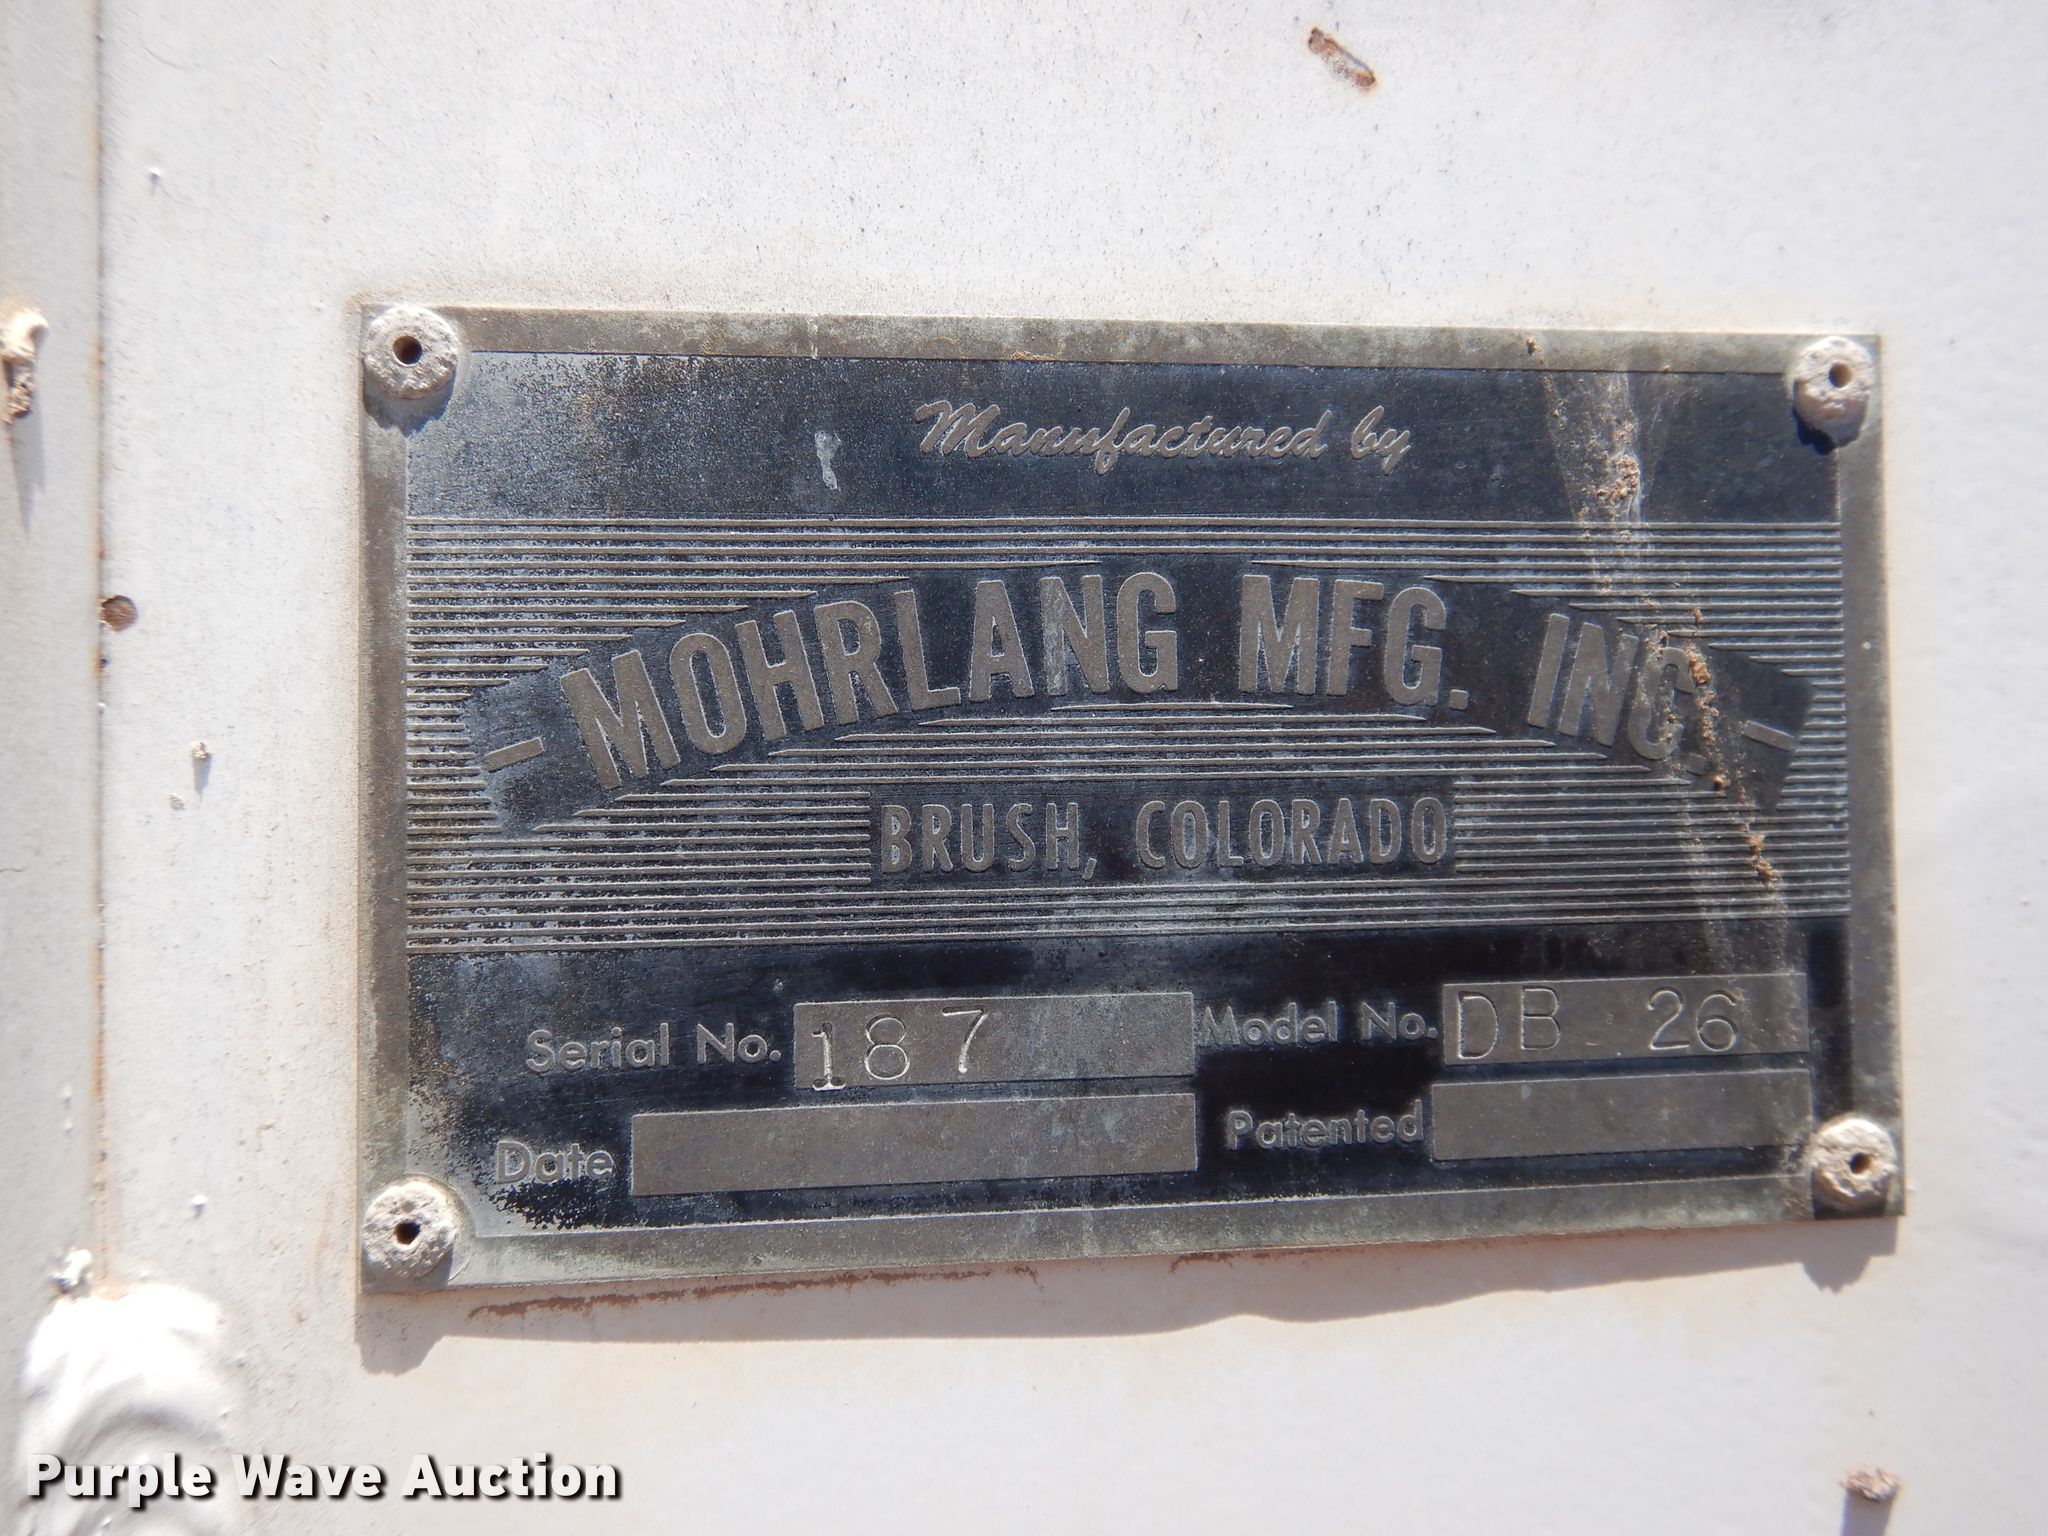 Manufactured by
- MOHRLANG MFG. INC. -
BRUSH, COLORADO
Serial No. 187 Model No. DB 26
Date Patented
Purple Wave Auction